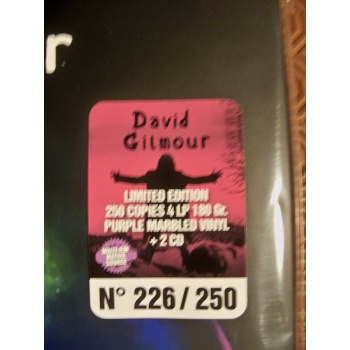 r
David
Gilmour
LIMITED EDITION
250 COPIES 4 LP 180 Gr.
PURPLE MARBLED VINYL
+ 2 CD
N° 226 / 250